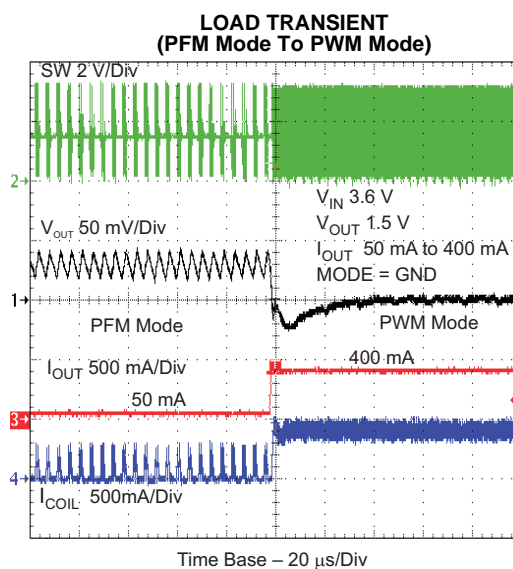 LOAD TRANSIENT
(PFM Mode To PWM Mode)
SW 2 V/Div
2
V_IN 3.6 V
V_OUT 1.5 V
I_OUT 50 mA to 400 mA
MODE = GND
V_OUT 50 mV/Div
1
PFM Mode
PWM Mode
I_OUT 500 mA/Div
400 mA
50 mA
3
4
I_COIL 500mA/Div
Time Base – 20 μs/Div